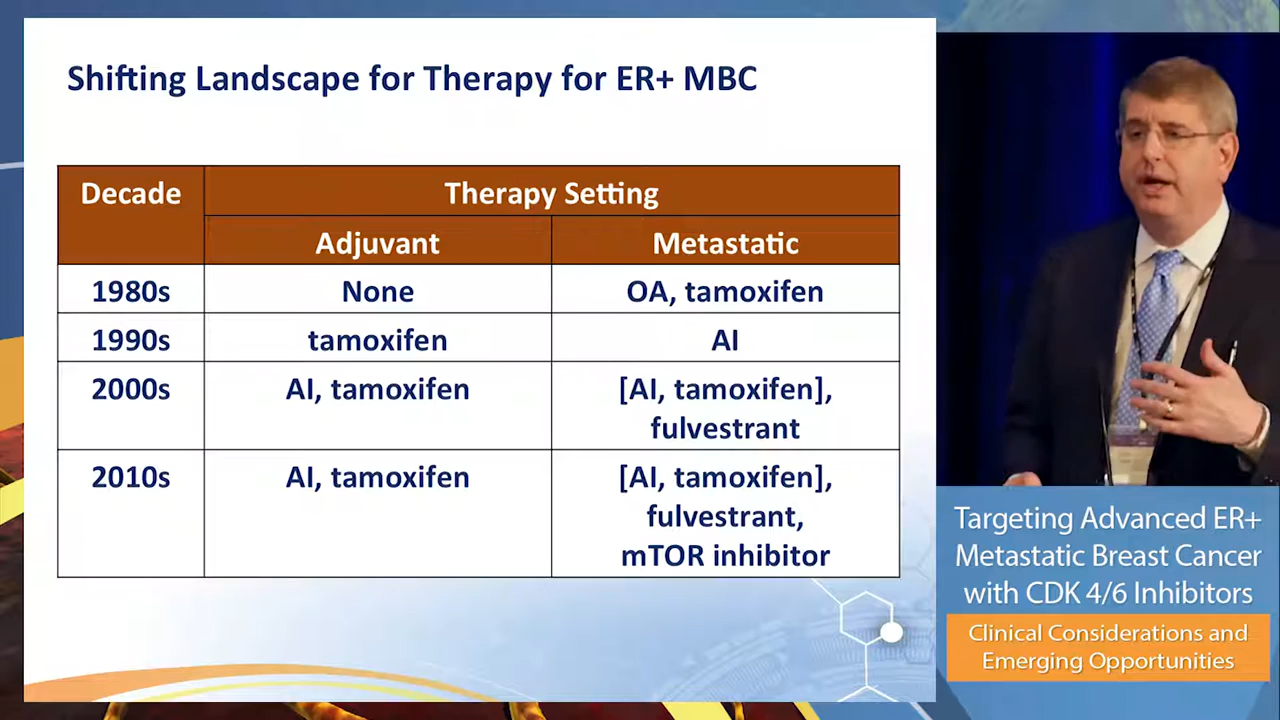 Shifting Landscape for Therapy for ER+ MBC
Decade
Therapy Setting
Adjuvant
Metastatic
1980s
None
OA, tamoxifen
1990s
tamoxifen
AI
2000s
AI, tamoxifen
[AI, tamoxifen],
fulvestrant
2010s
AI, tamoxifen
[AI, tamoxifen],
fulvestrant,
mTOR inhibitor
Targeting Advanced ER+
Metastatic Breast Cancer
with CDK 4/6 Inhibitors
Clinical Considerations and
Emerging Opportunities